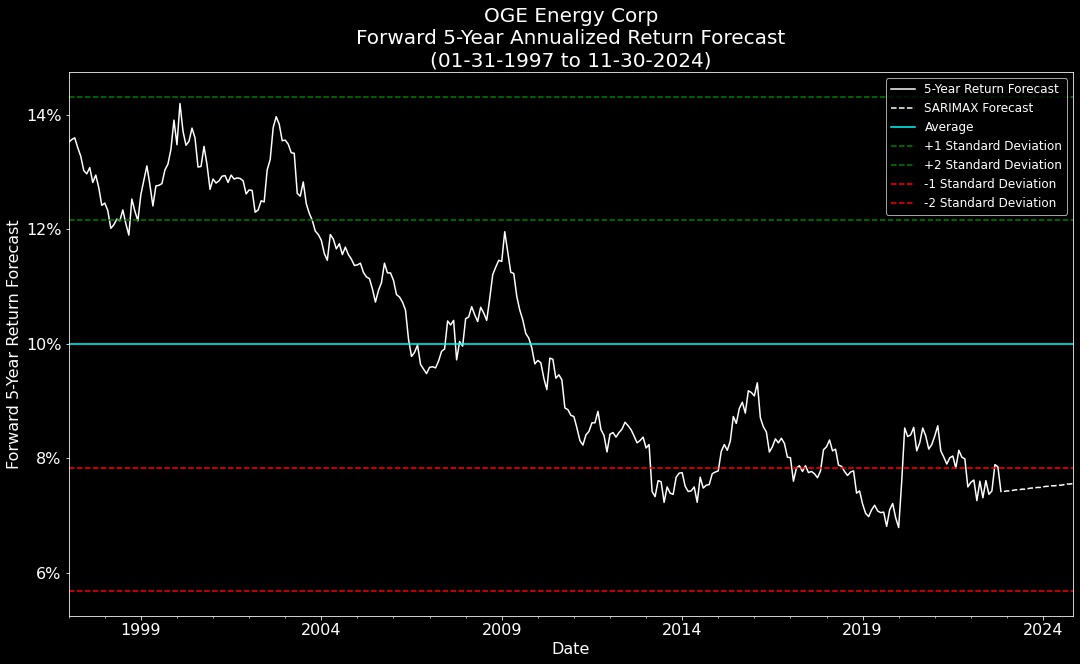 OGE Energy Corp
Forward 5-Year Annualized Return Forecast
(01-31-1997 to 11-30-2024)
5-Year Return Forecast
SARIMAX Forecast
Average
+1 Standard Deviation
+2 Standard Deviation
-1 Standard Deviation
-2 Standard Deviation
Forward 5-Year Return Forecast
14%
12%
10%
8%
6%
1999
2004
2009
2014
2019
2024
Date